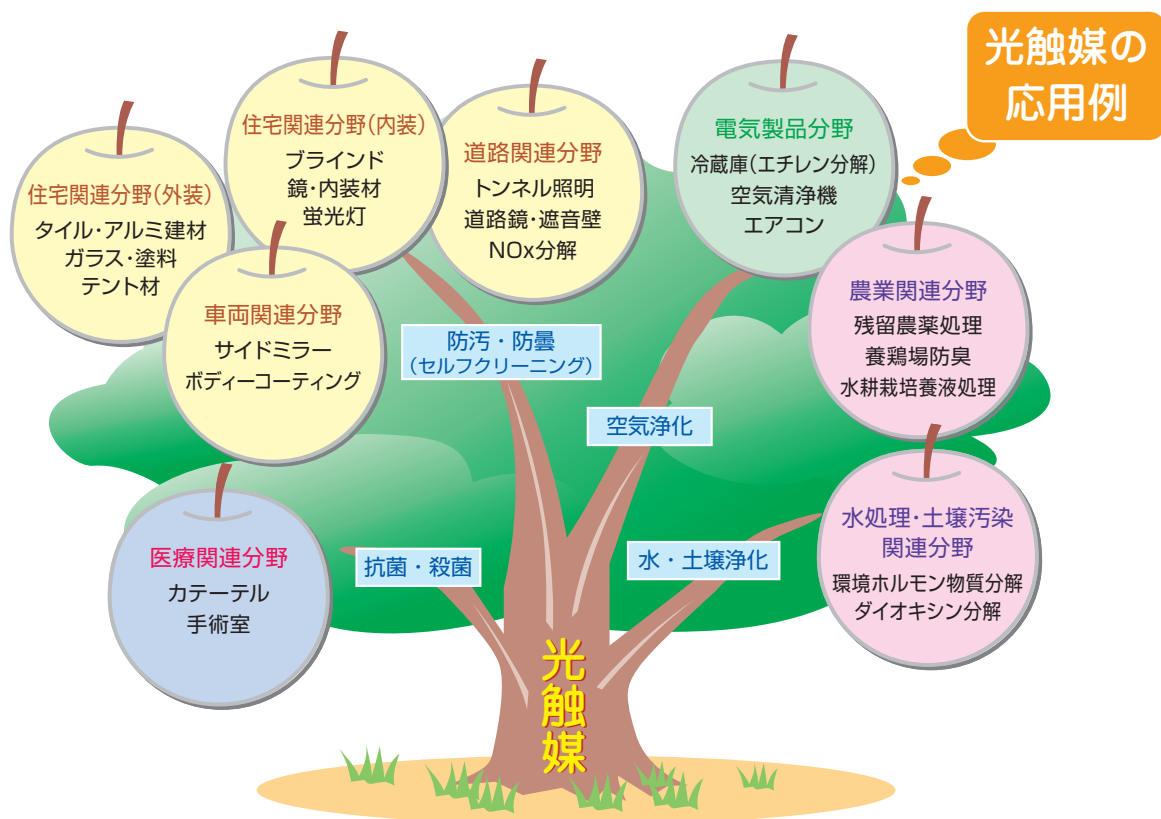 光触媒の
応用例
住宅関連分野(外装)
タイル・アルミ建材
ガラス・塗料
テント材
住宅関連分野(内装)
ブラインド
鏡・内装材
蛍光灯
道路関連分野
トンネル照明
道路鏡・遮音壁
NOx分解
電気製品分野
冷蔵庫(エチレン分解)
空気清浄機
エアコン
車両関連分野
サイドミラー
ボディーコーティング
農業関連分野
残留農薬処理
養鶏場防臭
水耕栽培養液処理
防汚・防曇
(セルフクリーニング)
空気浄化
医療関連分野
カテーテル
手術室
抗菌・殺菌
水・土壌浄化
水処理・土壌汚染
関連分野
環境ホルモン物質分解
ダイオキシン分解
光触媒